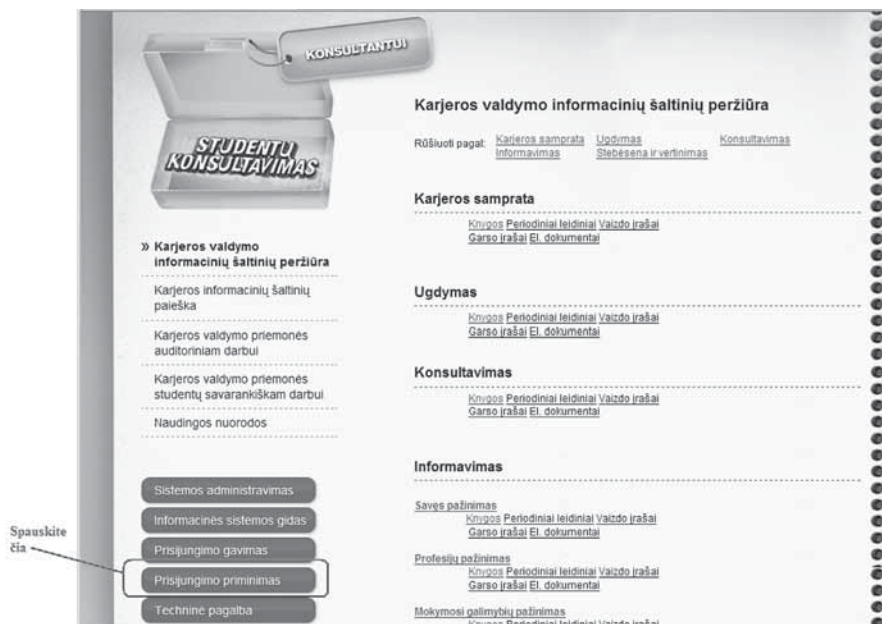 KONSULTANTUI
STUDENTŲ
KONSULTAVIMAS
» Karjeros valdymo
informacinių šaltinių peržiūra
Karjeros informacinių šaltinių
paieška
Karjeros valdymo priemonės
auditoriniam darbui
Karjeros valdymo priemonės
studentų savarankiškam darbui
Naudingos nuorodos
Sistemos administravimas
Informacinės sistemos gidas
Prisijungimo gavimas
Prisijungimo priminimas
Techninė pagalba
Spauskite
čia
Karjeros valdymo informacinių šaltinių peržiūra
Rūšiuoti pagal: Karjeros samprata Ugdymas Konsultavimas
Informavimas Stebėsena ir vertinimas
Karjeros samprata
Knygos Periodiniai leidiniai Vaizdo įrašai
Garso įrašai El. dokumentai
Ugdymas
Knygos Periodiniai leidiniai Vaizdo įrašai
Garso įrašai El. dokumentai
Konsultavimas
Knygos Periodiniai leidiniai Vaizdo įrašai
Garso įrašai El. dokumentai
Informavimas
Savęs pažinimas
Knygos Periodiniai leidiniai Vaizdo įrašai
Garso įrašai El. dokumentai
Profesijų pažinimas
Knygos Periodiniai leidiniai Vaizdo įrašai
Garso įrašai El. dokumentai
Mokymosi galimybių pažinimas
Knygos Periodiniai leidiniai Vaizdo įrašai